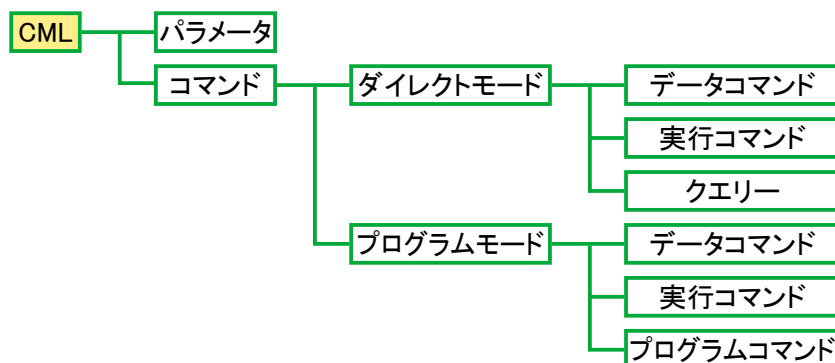 CML
パラメータ
コマンド
ダイレクトモード
データコマンド
実行コマンド
クエリー
プログラムモード
データコマンド
実行コマンド
プログラムコマンド